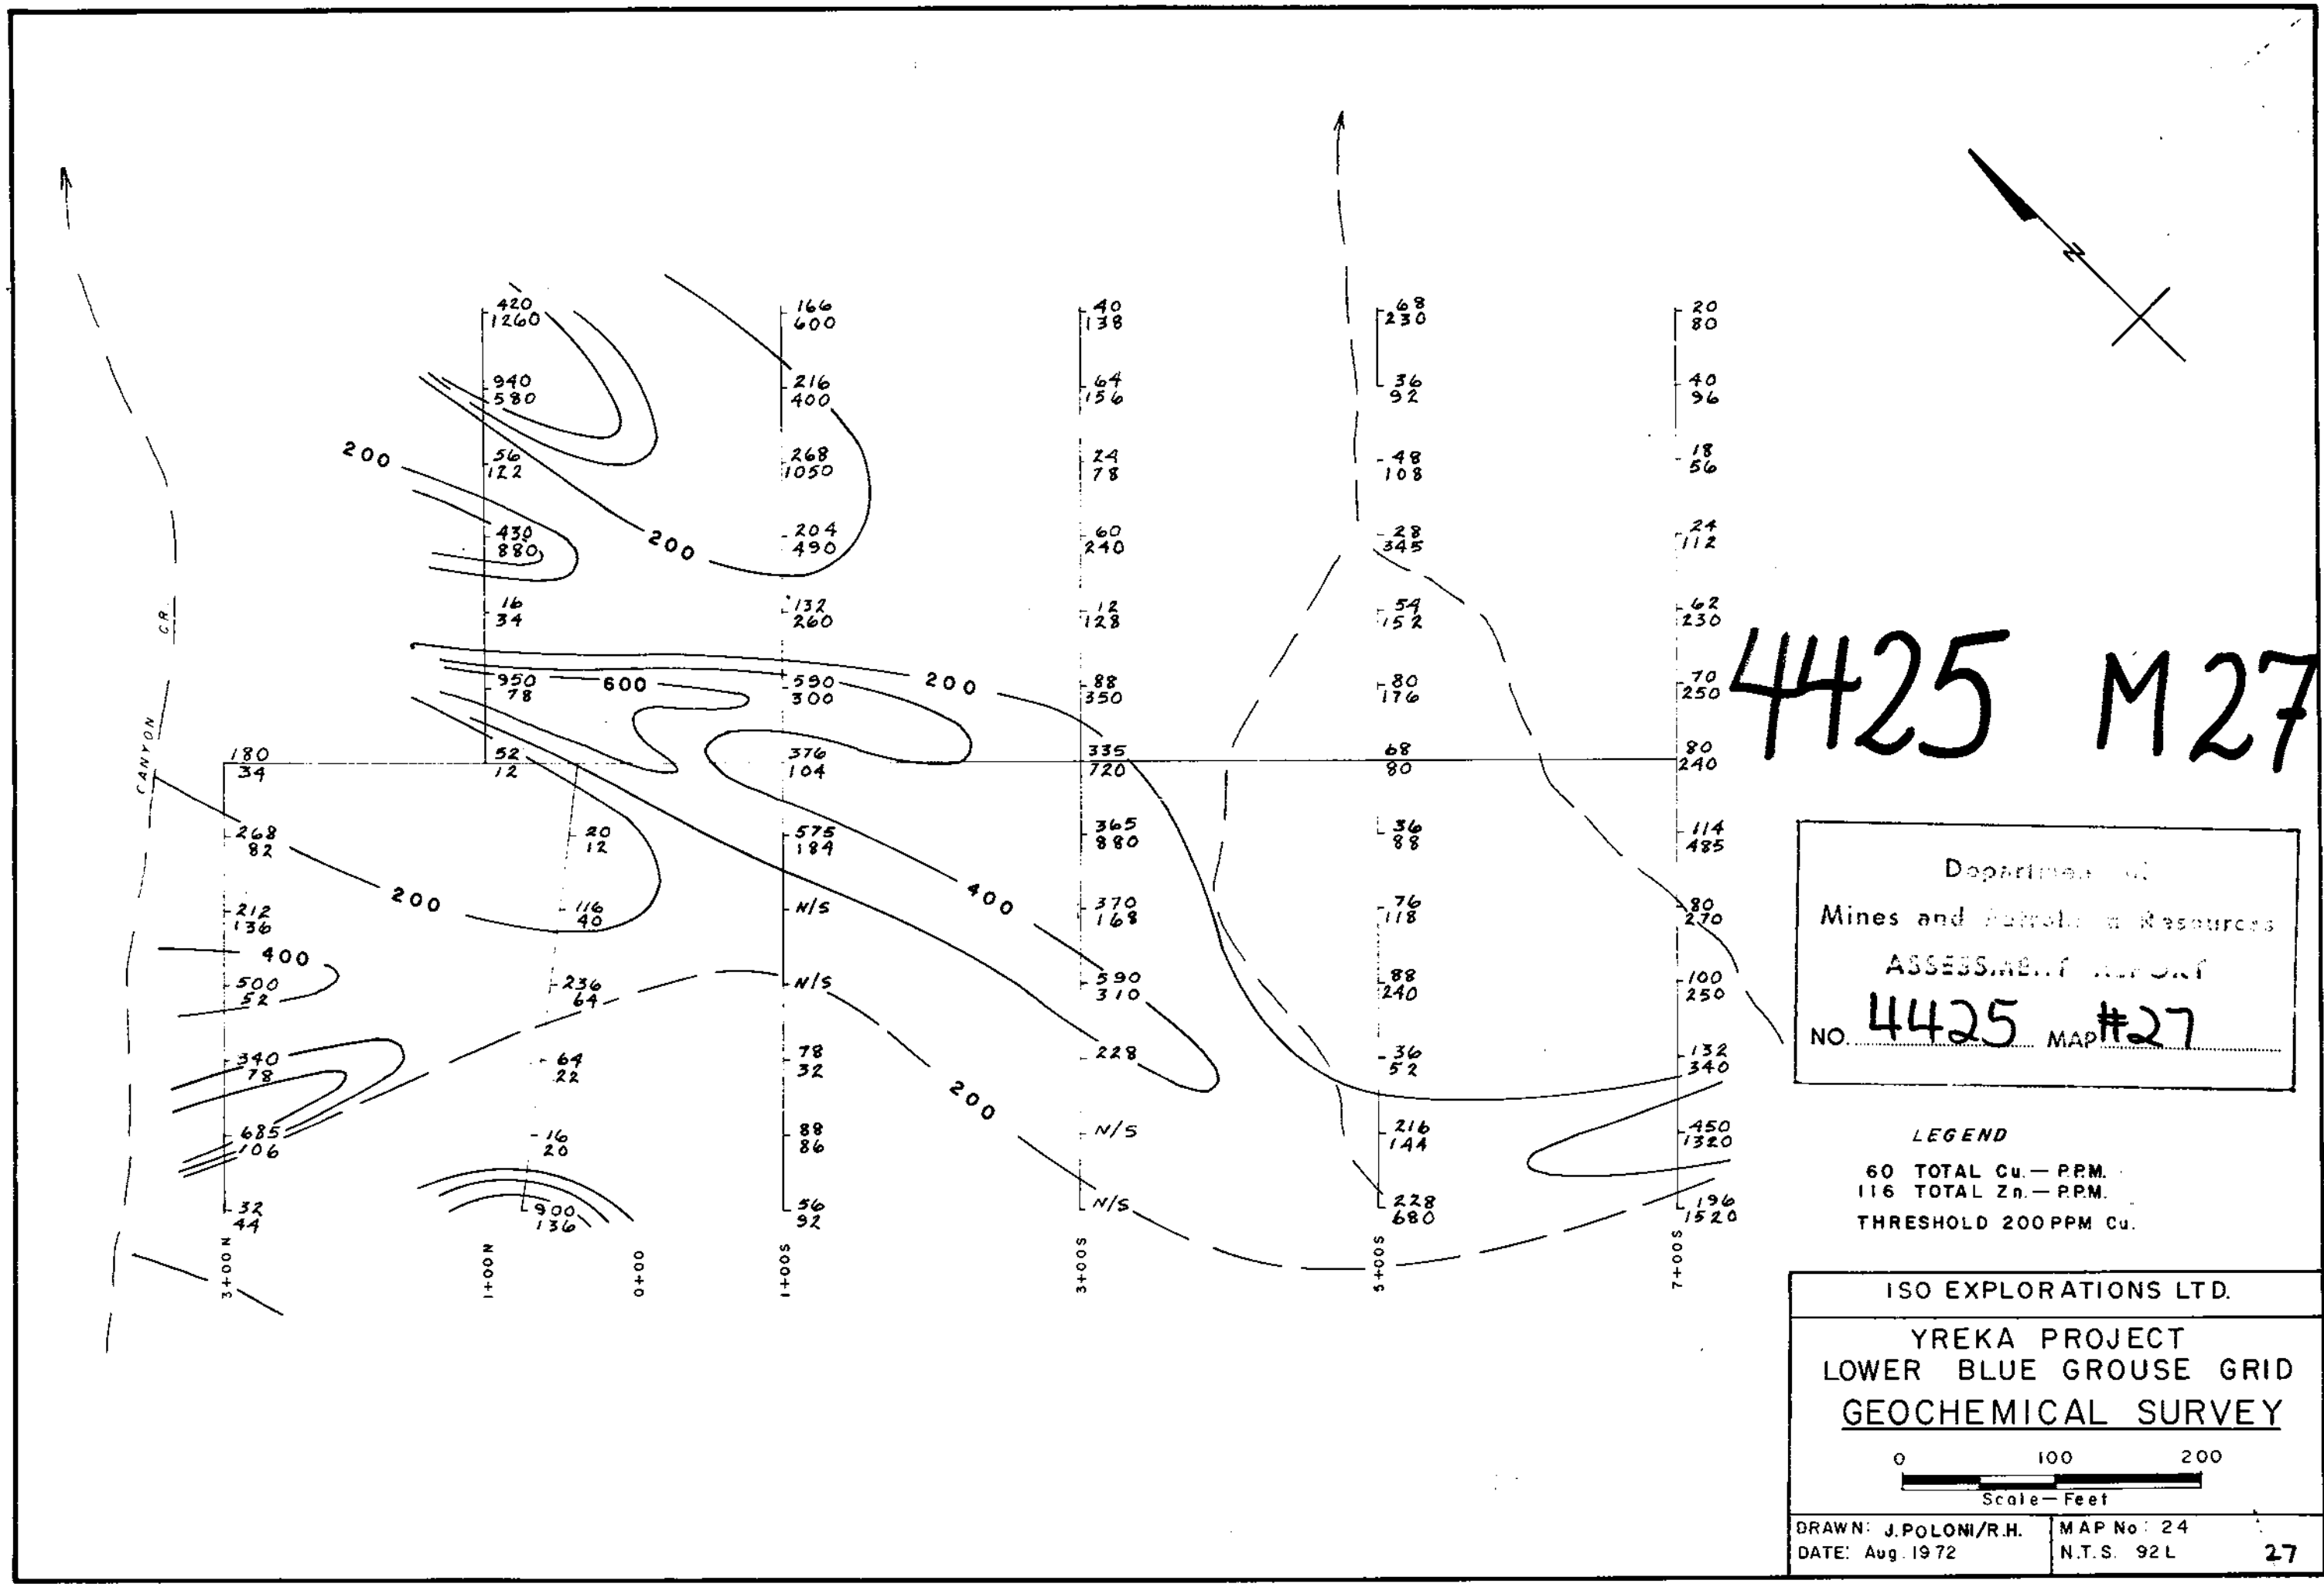 420 166 40 68 20
1260 600 138 230 80
940 216 64 36 40
580 400 156 92 96
200
56 268 24 48 18
122 1050 78 108 56
430 204 60 28 24
880 490 240 345 112
200
16 132 12 54 62
34 260 128 152 230
CANYON CR.
950 600 590 200 88 80 70
78 300 350 176 250
180 52 376 335 68 80
34 12 104 720 80 240
268 20 575 365 36 114
82 12 184 880 88 485
200 400
212 116 N/S 370 76 80
136 40 168 118 270
400
500 236 N/S 590 88 100
52 64 310 240 250
340 64 78 228 36 132
78 22 32 52 340
200
685 16 88 N/S 216 450
106 20 86 144 1320
32 900 56 N/S 228 196
44 136 92 680 1520
3+00N 1+00N 0+00 1+00S 3+00S 5+00S 7+00S
N
4425 M27
Mines and Resources
ASSESSMENT REPORT
NO. 4425 MAP #27
LEGEND
60 TOTAL Cu.— P.P.M.
116 TOTAL Zn.— P.P.M.
THRESHOLD 200 PPM Cu.
ISO EXPLORATIONS LTD.
YREKA PROJECT
LOWER BLUE GROUSE GRID
GEOCHEMICAL SURVEY
0 100 200
Scale—Feet
DRAWN: J.POLONI/R.H. MAP No: 24
DATE: Aug. 1972 N.T.S. 92L 27